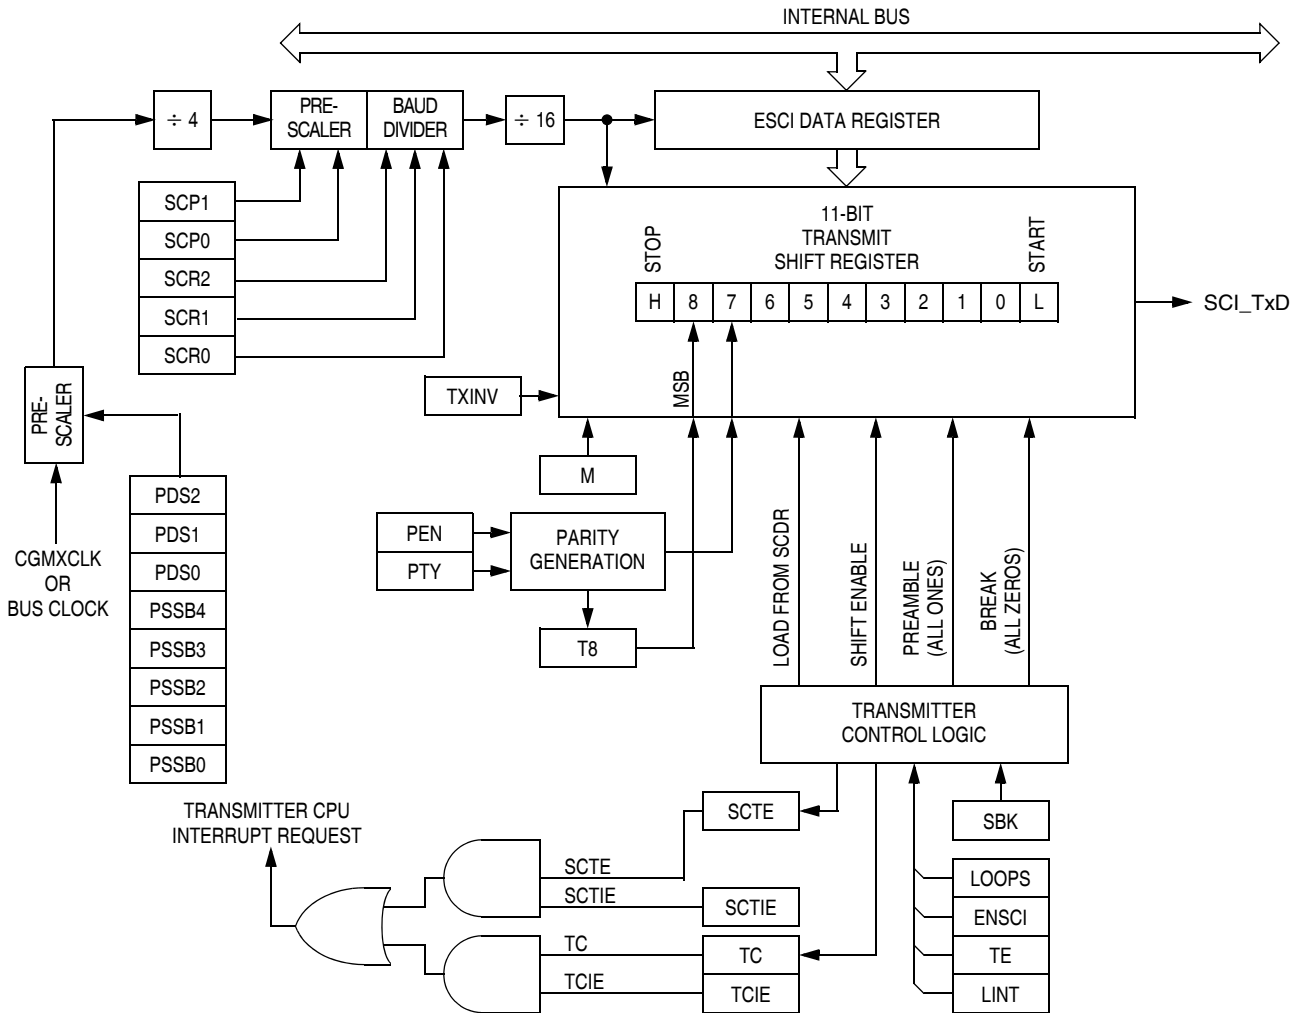 INTERNAL BUS
÷ 4
PRE-
SCALER
BAUD
DIVIDER
÷ 16
ESCI DATA REGISTER
SCP1
SCP0
SCR2
SCR1
SCR0
11-BIT
TRANSMIT
SHIFT REGISTER
STOP
START
H 8 7 6 5 4 3 2 1 0 L
SCI_TxD
PRE-
SCALER
TXINV
MSB
M
PDS2
PDS1
PDS0
PSSB4
PSSB3
PSSB2
PSSB1
PSSB0
CGMXCLK
OR
BUS CLOCK
PEN
PTY
PARITY
GENERATION
T8
LOAD FROM SCDR
SHIFT ENABLE
PREAMBLE
(ALL ONES)
BREAK
(ALL ZEROS)
TRANSMITTER
CONTROL LOGIC
TRANSMITTER CPU
INTERRUPT REQUEST
SCTE
SBK
SCTE
SCTIE
SCTIE
TC
TC
TCIE
TCIE
LOOPS
ENSCI
TE
LINT